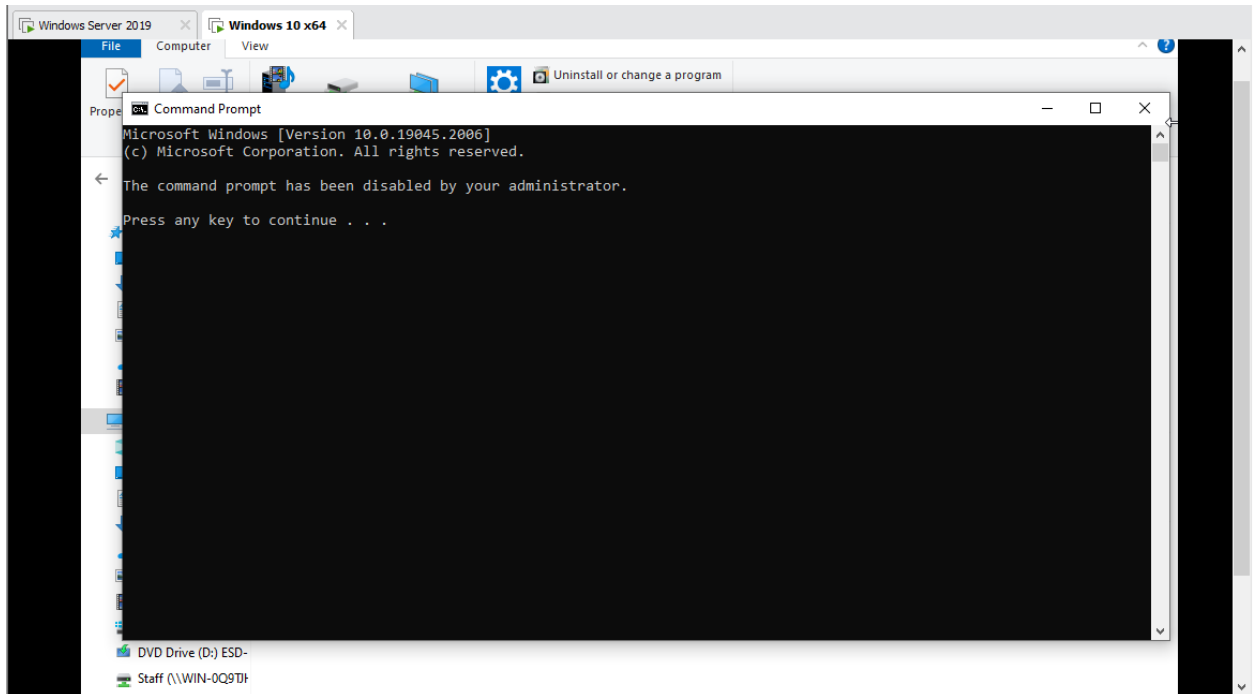 Windows Server 2019
Windows 10 x64
File Computer View
Uninstall or change a program
Command Prompt
Microsoft Windows [Version 10.0.19045.2006]
(c) Microsoft Corporation. All rights reserved.
The command prompt has been disabled by your administrator.
Press any key to continue . . .
DVD Drive (D:) ESD-
Staff (\\WIN-0Q9TJH